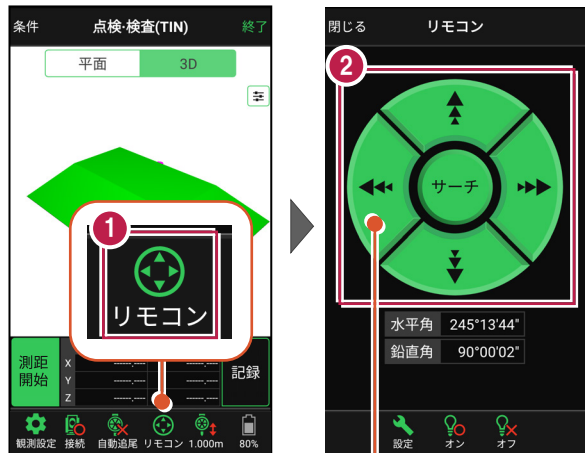 条件 点検・検査(TIN) 終了
平面 3D
1
リモコン
測距
開始
X -----.--- -----.---
Y -----.--- -----.---
Z -----.--- -----.---
記録
観測設定 接続 自動追尾 リモコン 1.000m 80%
閉じる リモコン
2
サーチ
水平角 245°13'44"
鉛直角 90°00'02"
設定 オン オフ